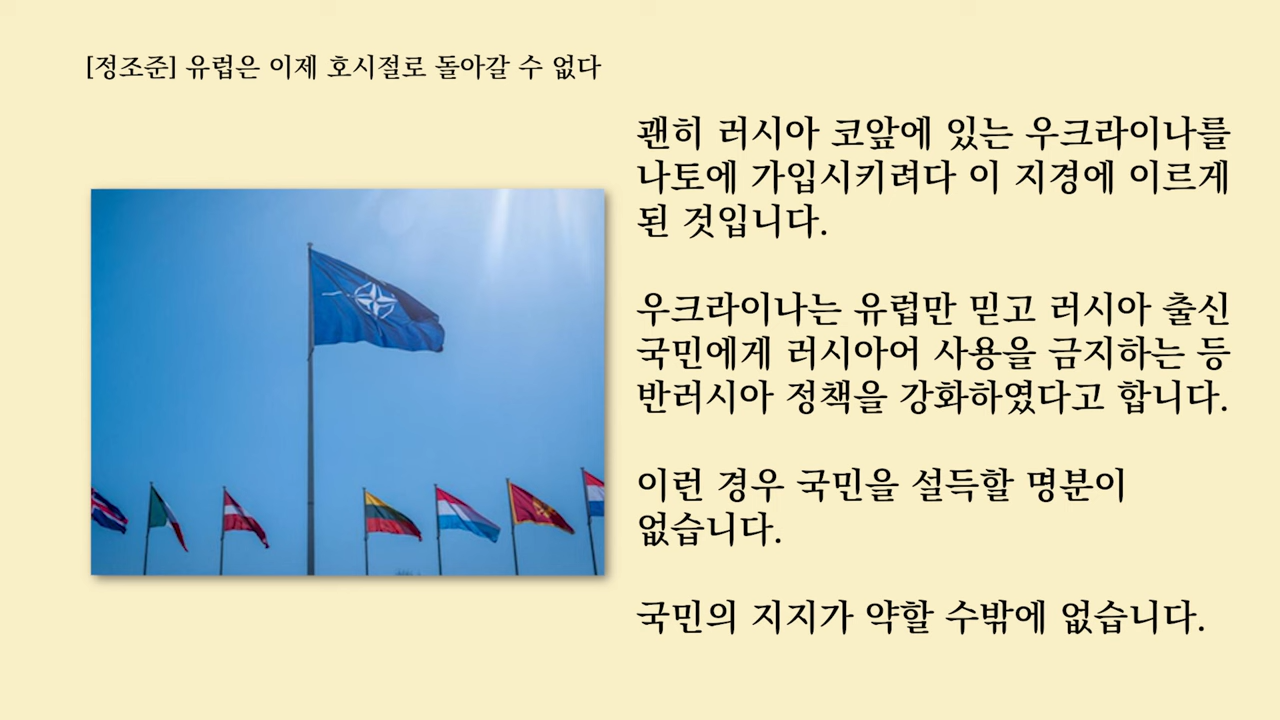 [정조준] 유럽은 이제 호시절로 돌아갈 수 없다
괜히 러시아 코앞에 있는 우크라이나를
나토에 가입시키려다 이 지경에 이르게
된 것입니다.
우크라이나는 유럽만 믿고 러시아 출신
국민에게 러시아어 사용을 금지하는 등
반러시아 정책을 강화하였다고 합니다.
이런 경우 국민을 설득할 명분이
없습니다.
국민의 지지가 약할 수밖에 없습니다.